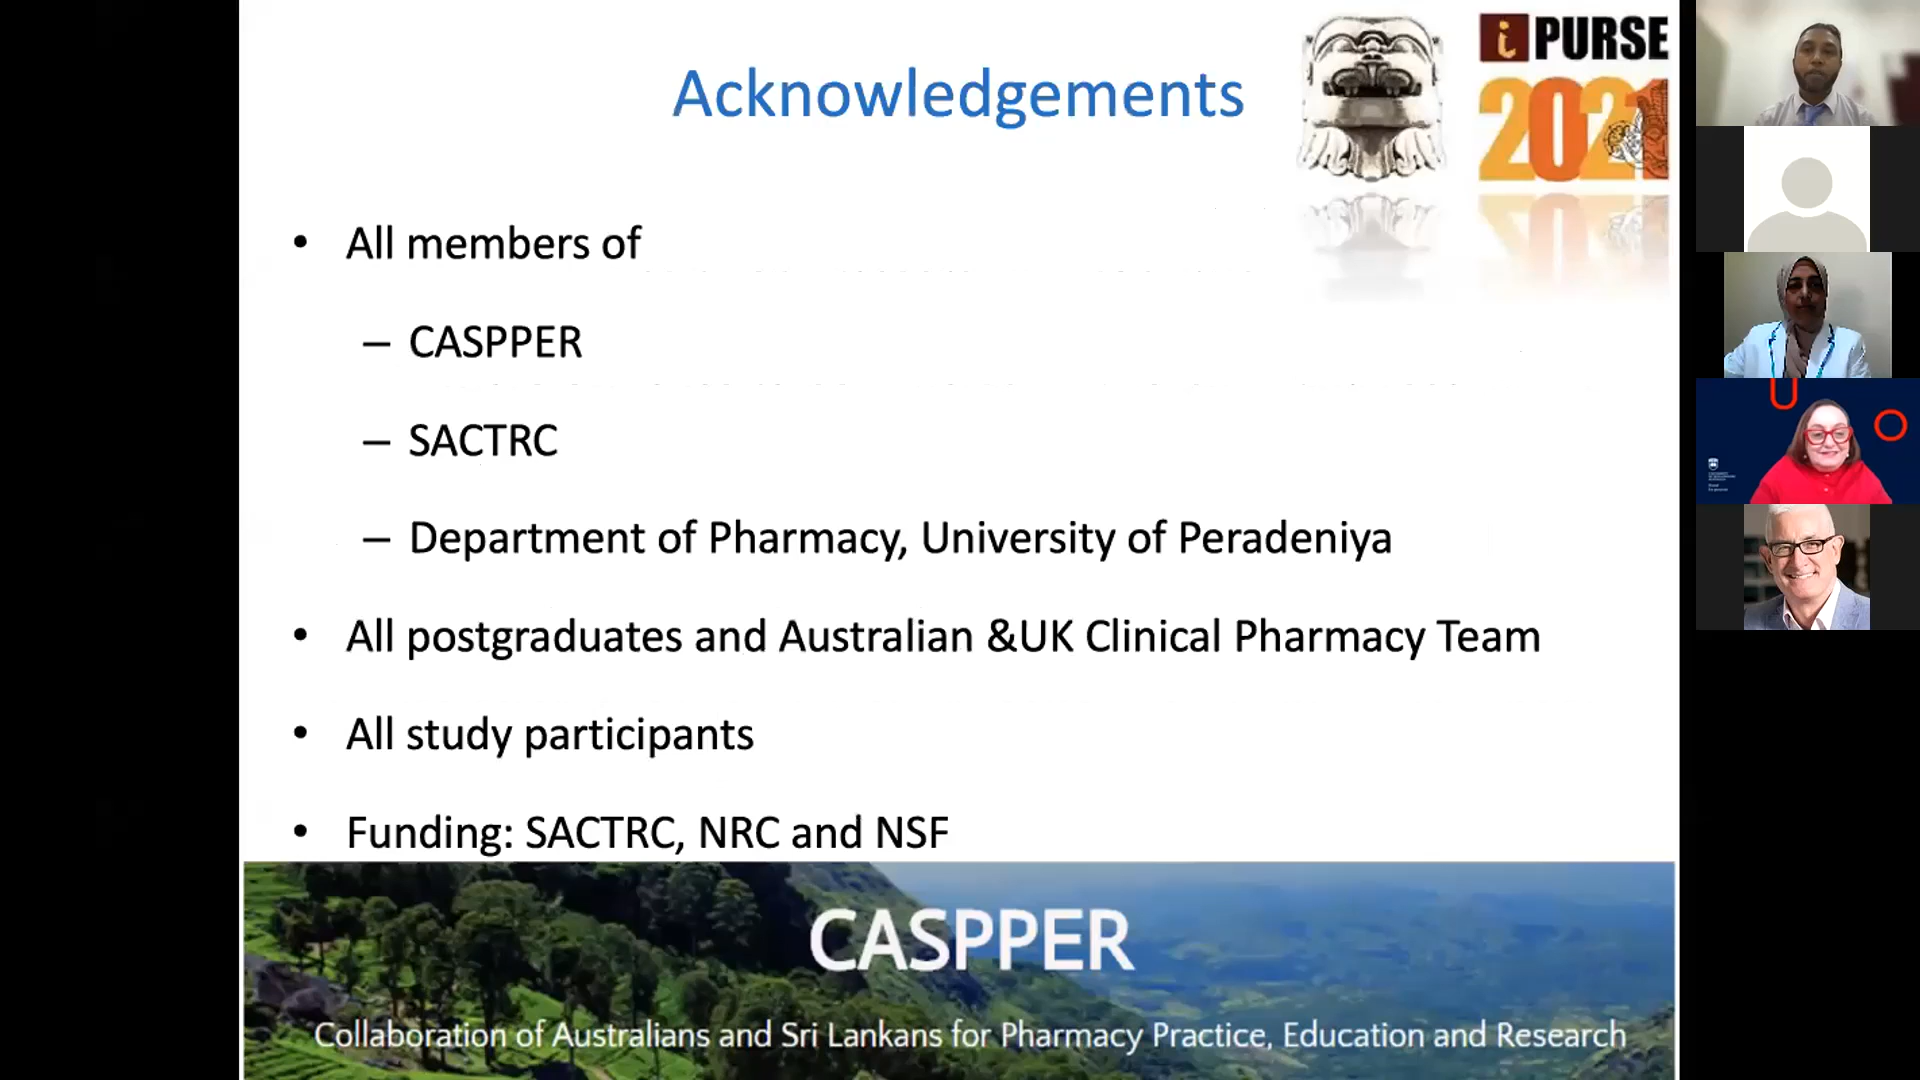 Acknowledgements
i PURSE
2021
• All members of
– CASPPER
– SACTRC
– Department of Pharmacy, University of Peradeniya
• All postgraduates and Australian &UK Clinical Pharmacy Team
• All study participants
• Funding: SACTRC, NRC and NSF
CASPPER
Collaboration of Australians and Sri Lankans for Pharmacy Practice, Education and Research